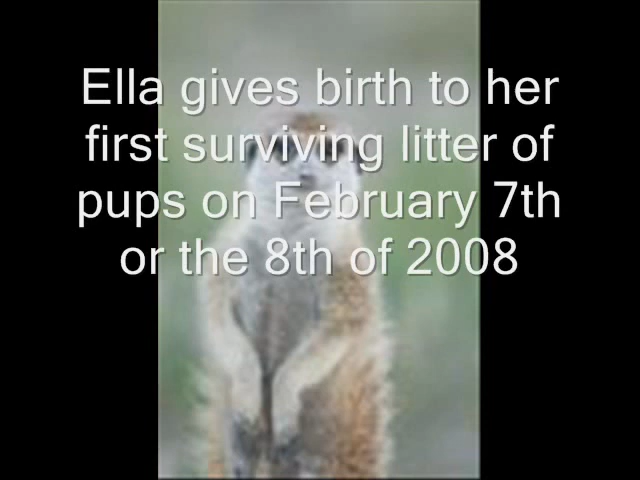 Ella gives birth to her
first surviving litter of
pups on February 7th
or the 8th of 2008